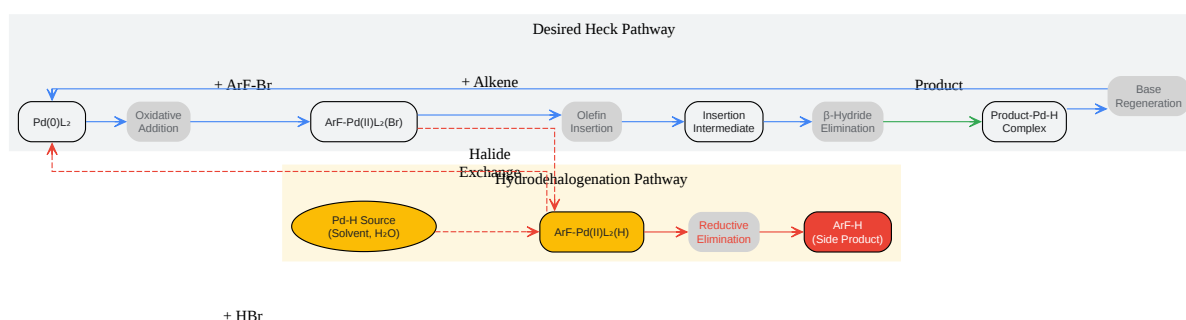 Desired Heck Pathway
+ ArF-Br
+ Alkene
Product
Base
Regeneration
Pd(0)L₂
Oxidative
Addition
ArF-Pd(II)L₂(Br)
Olefin
Insertion
Insertion
Intermediate
β-Hydride
Elimination
Product-Pd-H
Complex
Halide
Exchange
Hydrodehalogenation Pathway
Pd-H Source
(Solvent, H₂O)
ArF-Pd(II)L₂(H)
Reductive
Elimination
ArF-H
(Side Product)
+ HBr